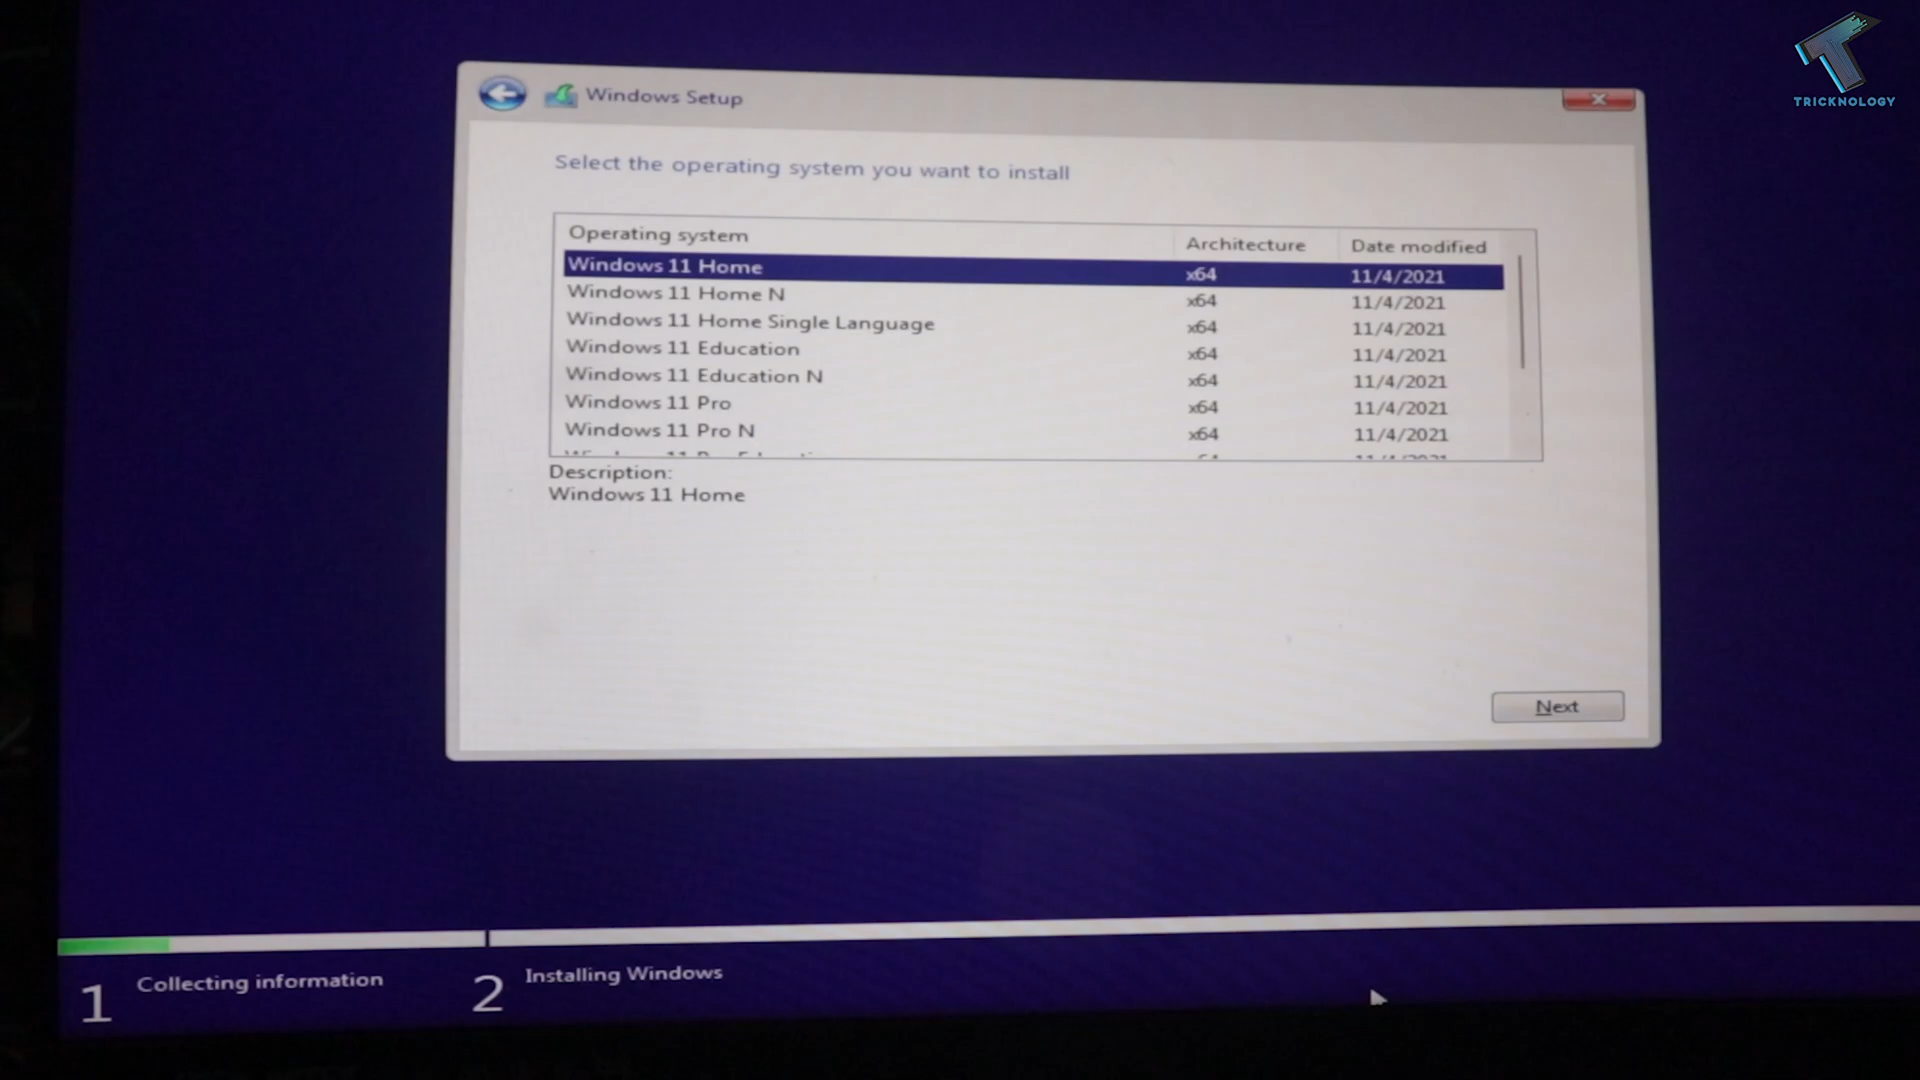 TRICKNOLOGY
Windows Setup
Select the operating system you want to install
Operating system Architecture Date modified
Windows 11 Home x64 11/4/2021
Windows 11 Home N x64 11/4/2021
Windows 11 Home Single Language x64 11/4/2021
Windows 11 Education x64 11/4/2021
Windows 11 Education N x64 11/4/2021
Windows 11 Pro x64 11/4/2021
Windows 11 Pro N x64 11/4/2021
Description:
Windows 11 Home
Next
1 Collecting information 2 Installing Windows